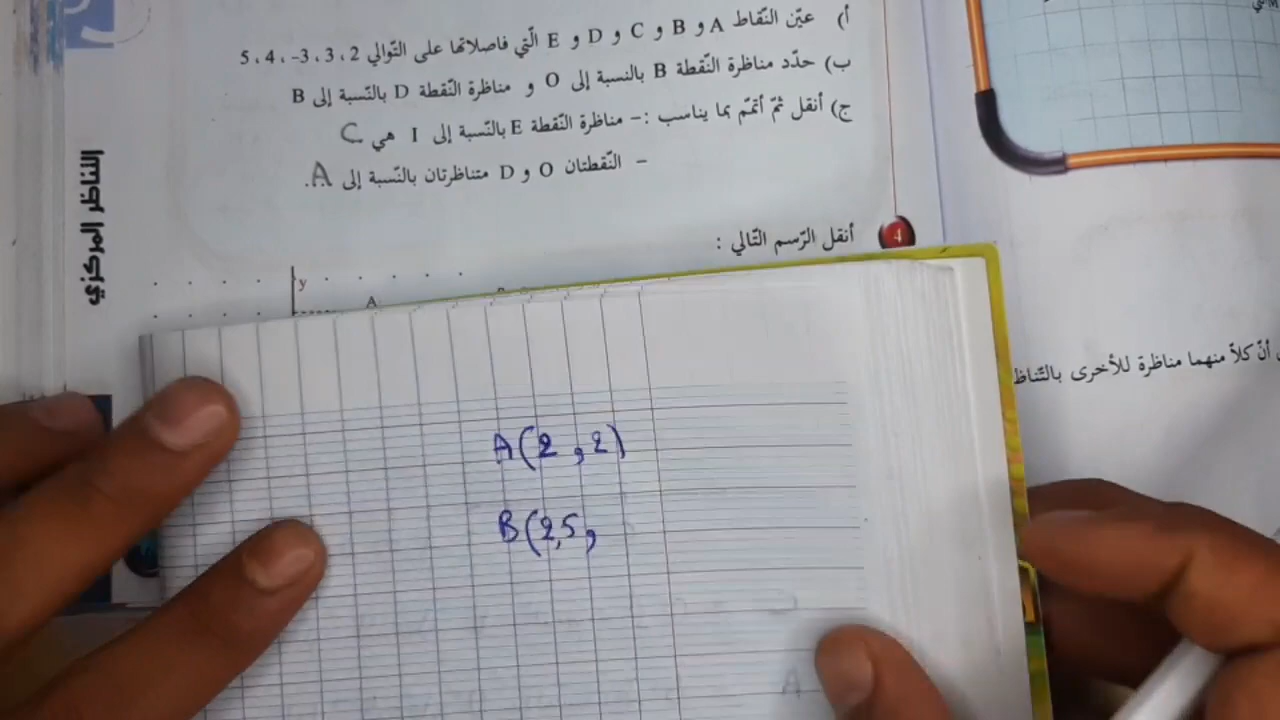 أ) عيّن النّقاط A و B و C و D و E الّتي فاصلاتها على التّوالي 2 ، 3 ، 3- ، 4 ، 5
ب) حدّد مناظرة النّقطة B بالنسبة إلى O و مناظرة النّقطة D بالنّسبة إلى B
ج) أنقل ثمّ أتمّم بما يناسب : - مناظرة النّقطة E بالنّسبة إلى I هي C
- النّقطتان O و D متناظرتان بالنّسبة إلى A.
التناظر المركزي
4 أنقل الرّسم التّالي :
y
A
أنّ كلاّ منهما مناظرة للأخرى
A(2 , 2)
B(2,5 ,
A